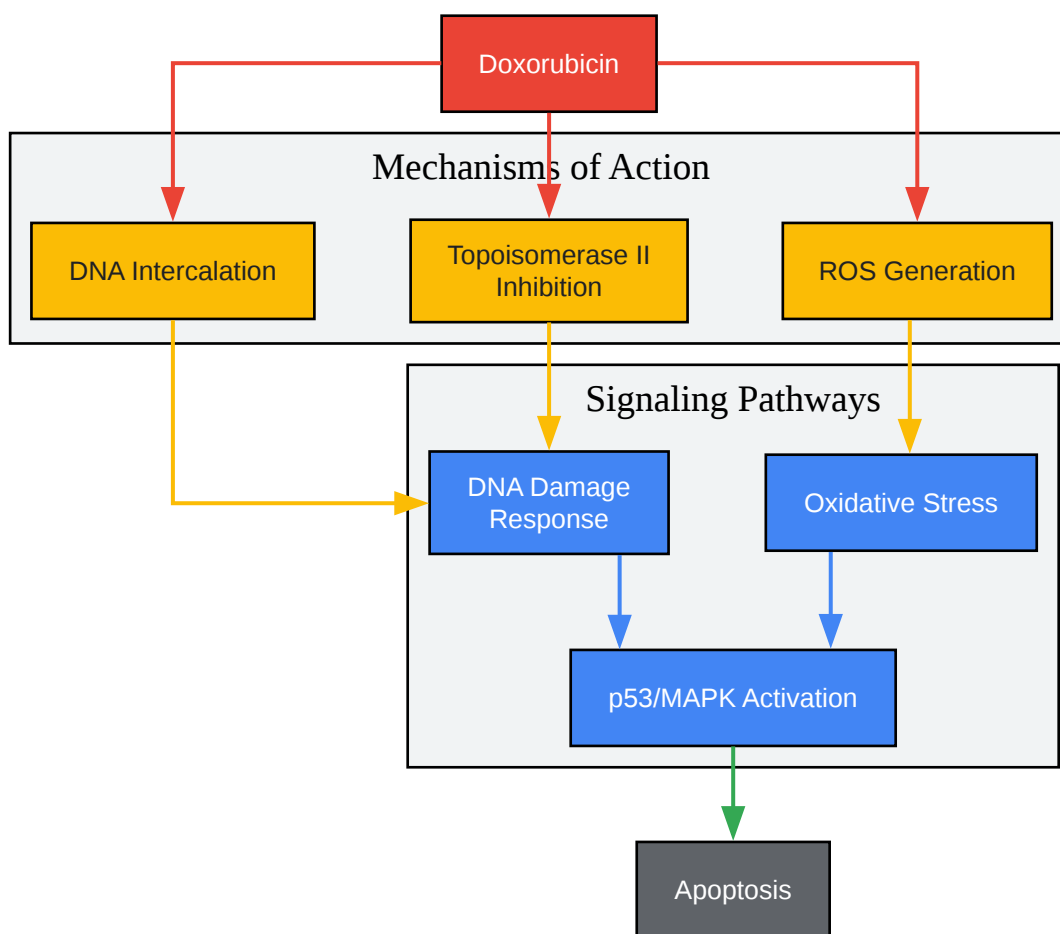 Doxorubicin
Mechanisms of Action
DNA Intercalation
Topoisomerase II
Inhibition
ROS Generation
Signaling Pathways
DNA Damage
Response
Oxidative Stress
p53/MAPK Activation
Apoptosis